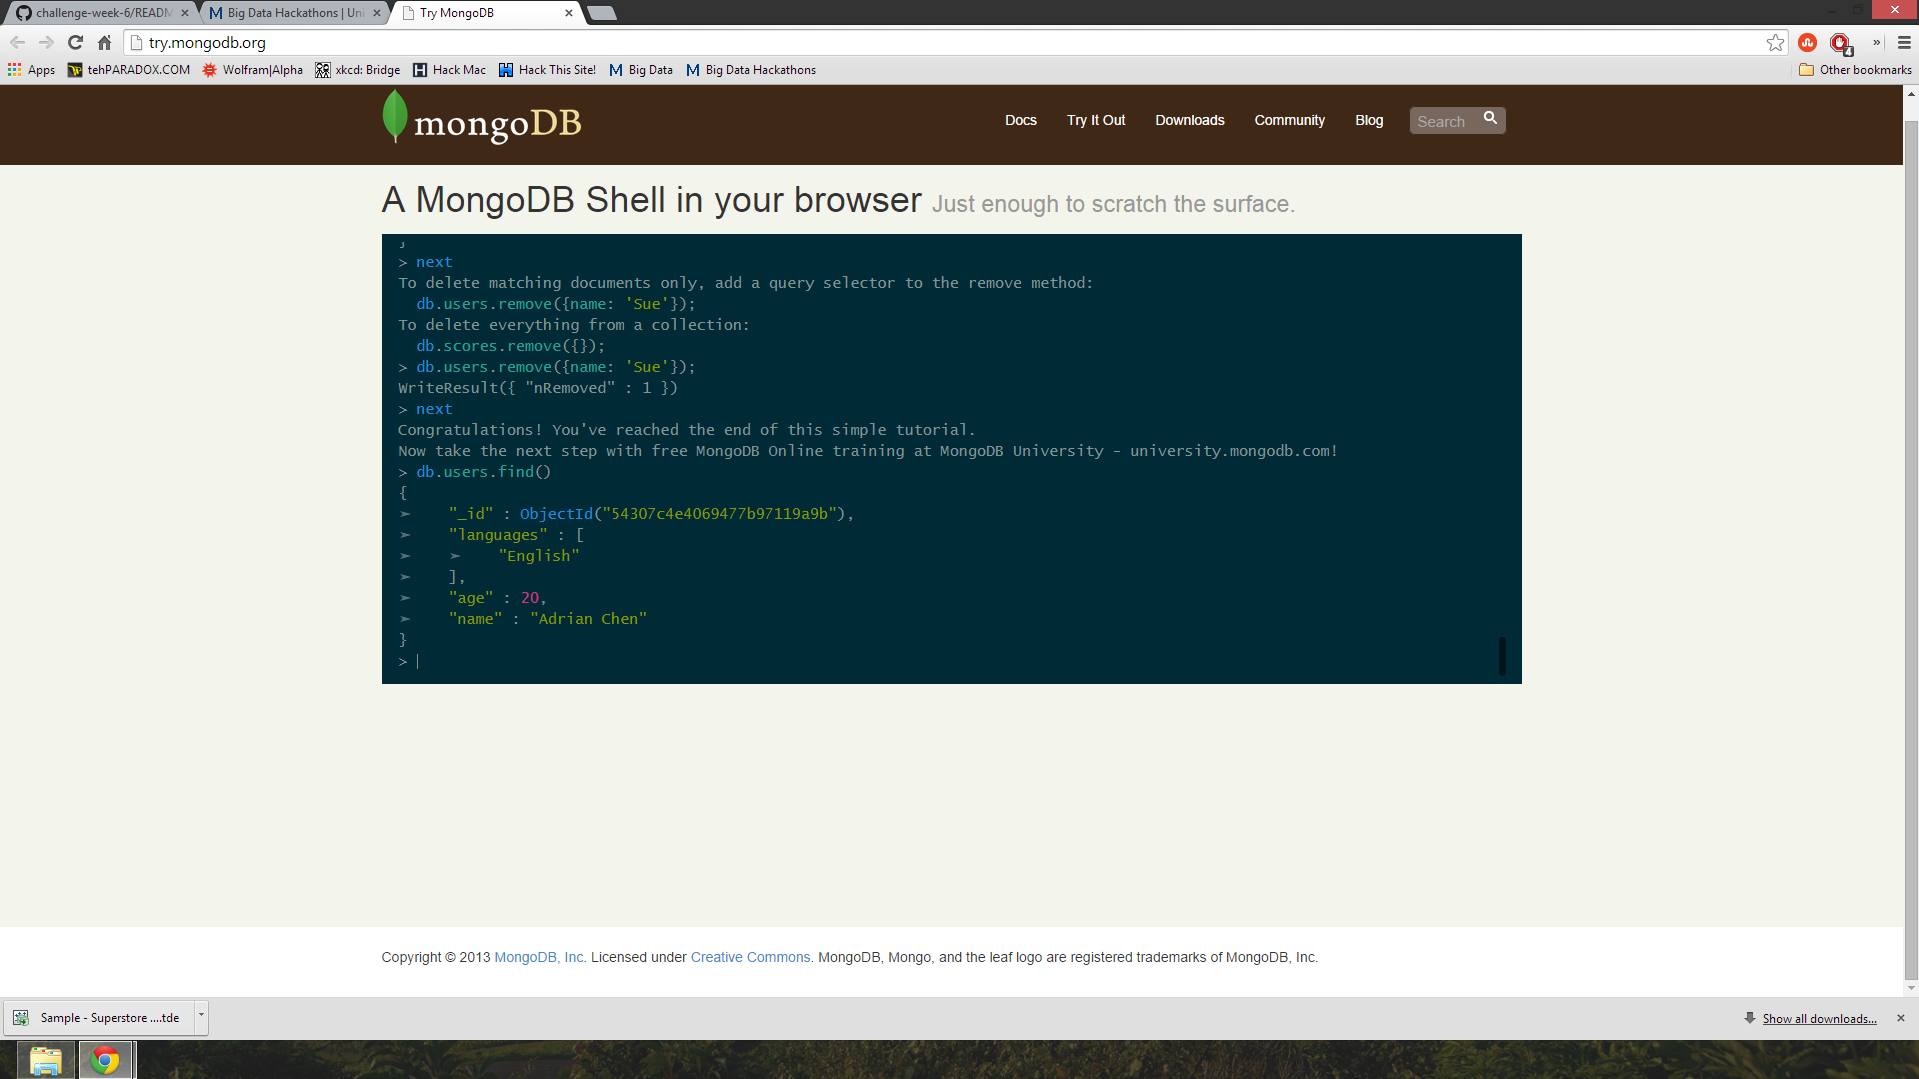 challenge-week-6/READM
Big Data Hackathons | Uni
Try MongoDB
try.mongodb.org
4
»
Apps
tehPARADOX.COM
Wolfram|Alpha
xkcd: Bridge
Hack Mac
Hack This Site!
Big Data
Big Data Hackathons
Other bookmarks
mongoDB
Docs
Try It Out
Downloads
Community
Blog
Search
A MongoDB Shell in your browser Just enough to scratch the surface.
}
> next
To delete matching documents only, add a query selector to the remove method:
db.users.remove({name: 'Sue'});
To delete everything from a collection:
db.scores.remove({});
> db.users.remove({name: 'Sue'});
WriteResult({ "nRemoved" : 1 })
> next
Congratulations! You've reached the end of this simple tutorial.
Now take the next step with free MongoDB Online training at MongoDB University - university.mongodb.com!
> db.users.find()
{
➤ "_id" : ObjectId("54307c4e4069477b97119a9b"),
➤ "languages" : [
➤ ➤ "English"
➤ ],
➤ "age" : 20,
➤ "name" : "Adrian Chen"
}
>
Copyright © 2013 MongoDB, Inc. Licensed under Creative Commons. MongoDB, Mongo, and the leaf logo are registered trademarks of MongoDB, Inc.
Sample - Superstore ....tde
Show all downloads...